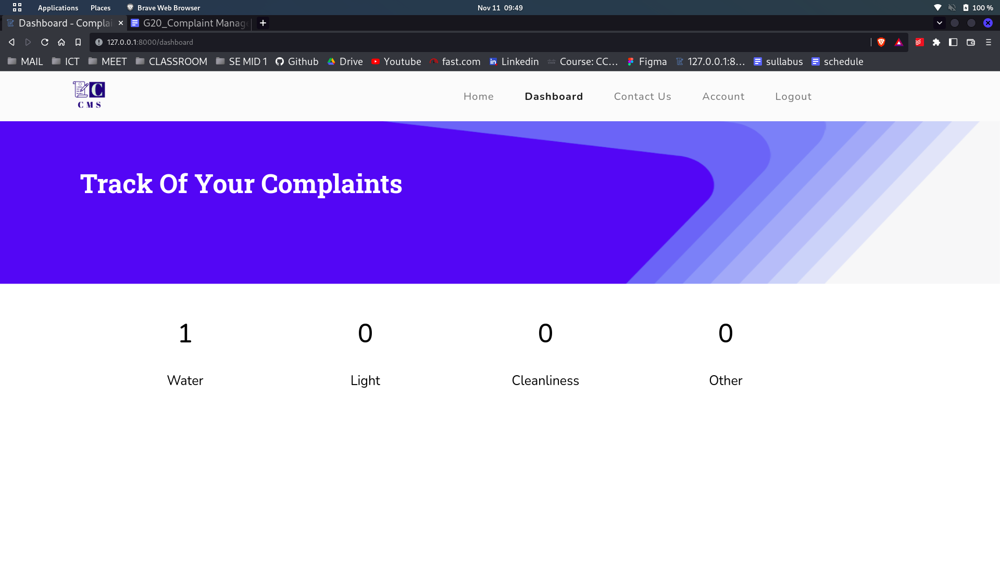 Applications Places Brave Web Browser Nov 11 09:49 100 %
Dashboard - Complai G20_Complaint Manage
127.0.0.1:8000/dashboard
MAIL ICT MEET CLASSROOM SE MID 1 Github Drive Youtube fast.com Linkedin Course: CC... Figma 127.0.0.1:8... sullabus schedule
C
CMS
Home Dashboard Contact Us Account Logout
Track Of Your Complaints
1 0 0 0
Water Light Cleanliness Other